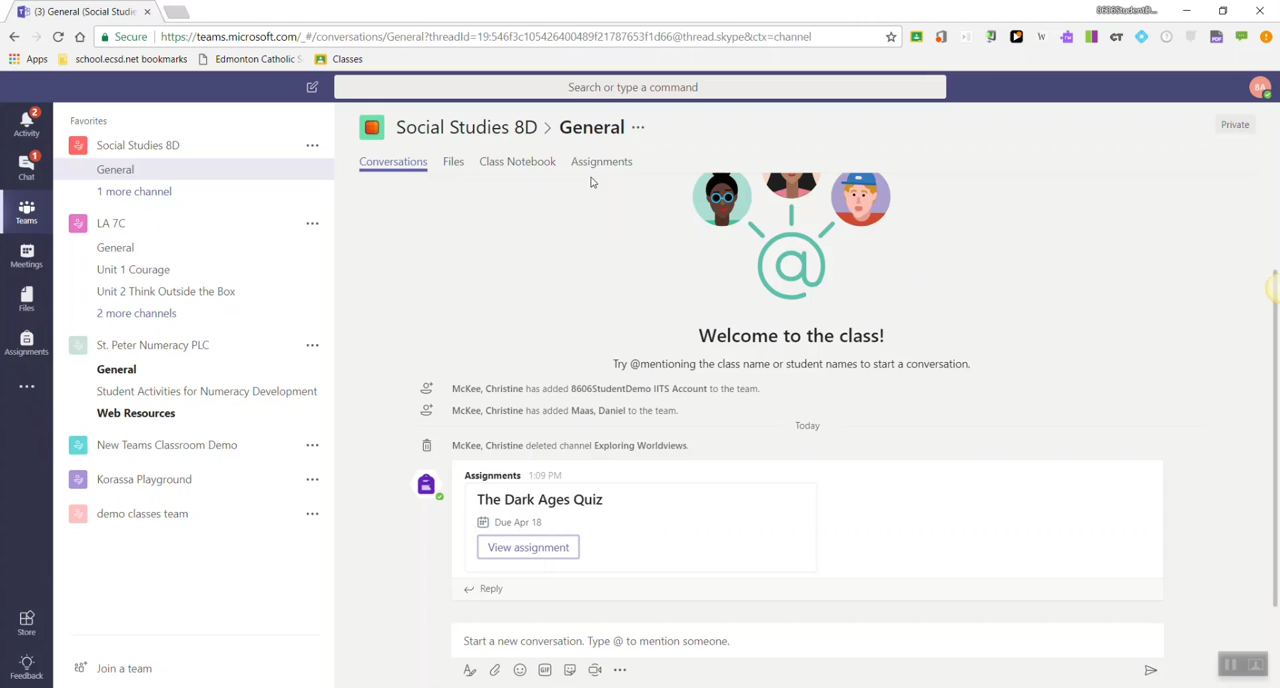 General (Social Studie
8606StudentD...
Secure
https://teams.microsoft.com/_#/conversations/General?threadId=19:546f3c105426400489f21787653f1d66@thread.skype&ctx=channel
Apps
school.ecsd.net bookmarks
Edmonton Catholic S
Classes
Search or type a command
BA
Activity
2
Chat
1
Teams
Meetings
Files
Assignments
Store
Feedback
Favorites
Social Studies 8D
General
1 more channel
LA 7C
General
Unit 1 Courage
Unit 2 Think Outside the Box
2 more channels
St. Peter Numeracy PLC
General
Student Activities for Numeracy Development
Web Resources
New Teams Classroom Demo
Korassa Playground
demo classes team
Join a team
Social Studies 8D > General ...
Private
Conversations Files Class Notebook Assignments
@
Welcome to the class!
Try @mentioning the class name or student names to start a conversation.
McKee, Christine has added 8606StudentDemo IITS Account to the team.
McKee, Christine has added Maas, Daniel to the team.
Today
McKee, Christine deleted channel Exploring Worldviews.
Assignments 1:09 PM
The Dark Ages Quiz
Due Apr 18
View assignment
Reply
Start a new conversation. Type @ to mention someone.
GIF